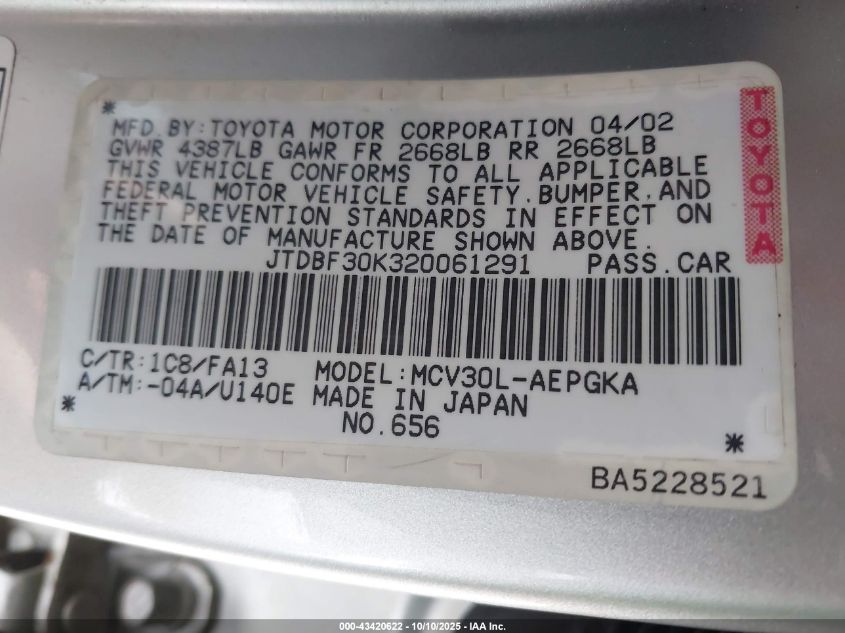 * MFD.BY:TOYOTA MOTOR CORPORATION 04/02
GVWR 4387LB GAWR FR 2668LB RR 2668LB
THIS VEHICLE CONFORMS TO ALL APPLICABLE
FEDERAL MOTOR VEHICLE SAFETY.BUMPER.AND
THEFT PREVENTION STANDARDS IN EFFECT ON
THE DATE OF MANUFACTURE SHOWN ABOVE.
JTDBF30K320061291 PASS.CAR
TOYOTA
C/TR:1C8/FA13 MODEL:MCV30L-AEPGKA
A/TM:-04A/U140E MADE IN JAPAN
* NO.656 *
BA5228521
000-43420622 - 10/10/2025 - IAA Inc.